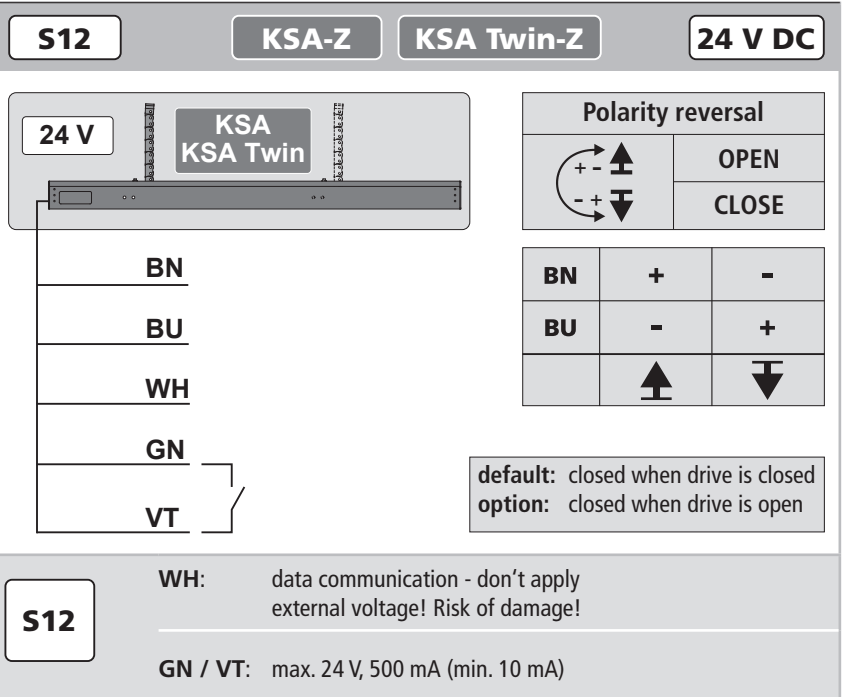 S12 KSA-Z KSA Twin-Z 24 V DC
24 V
KSA
KSA Twin
Polarity reversal
+ - OPEN
- + CLOSE
BN
BU
WH
GN
VT
BN + -
BU - +
default: closed when drive is closed
option: closed when drive is open
S12
WH: data communication - don't apply
external voltage! Risk of damage!
GN / VT: max. 24 V, 500 mA (min. 10 mA)